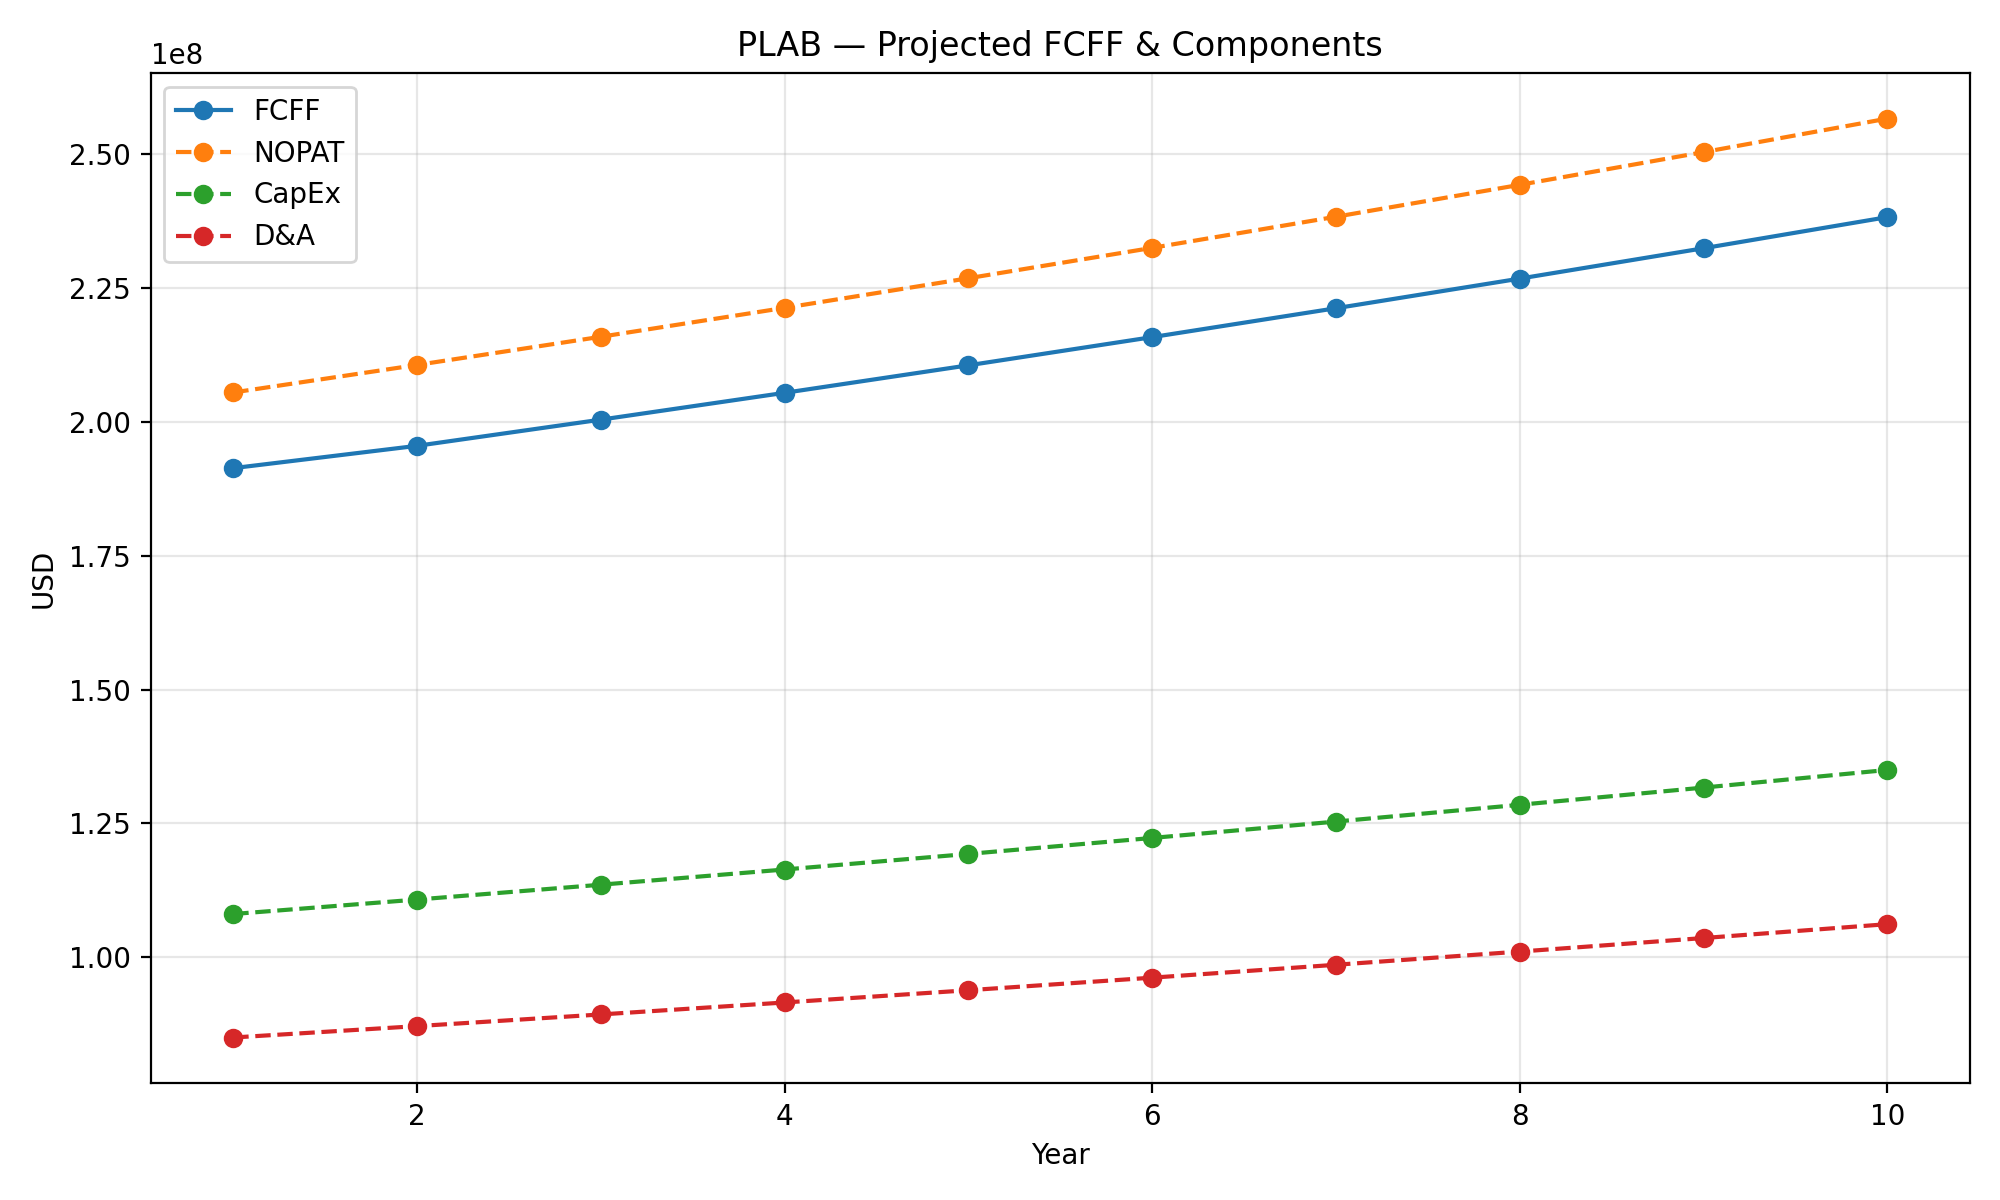 PLAB — Projected FCFF & Components
1e8
FCFF
NOPAT
CapEx
D&A
2.50
2.25
2.00
1.75
1.50
1.25
1.00
USD
2 4 6 8 10
Year